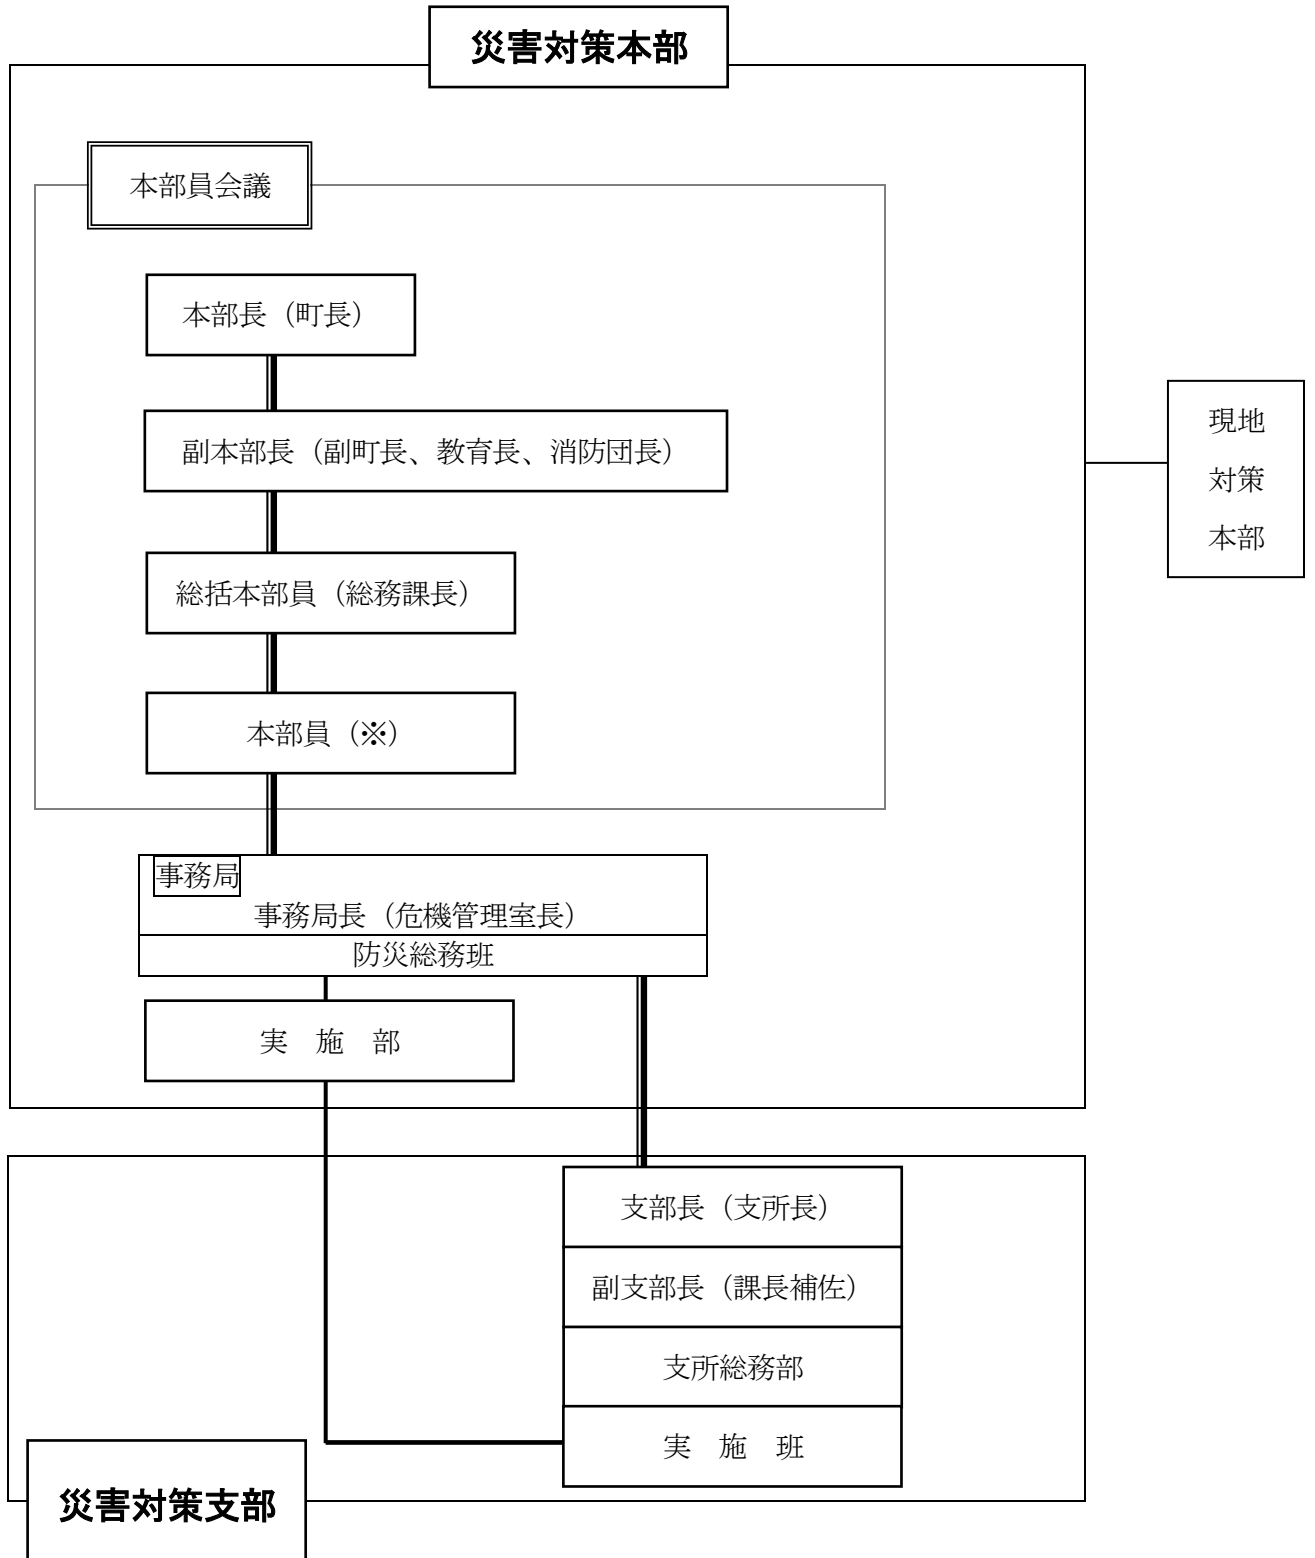 災害対策本部
本部員会議
本部長（町長）
副本部長（副町長、教育長、消防団長）
総括本部員（総務課長）
本部員（※）
事務局
事務局長（危機管理室長）
防災総務班
実　施　部
現地
対策
本部
支部長（支所長）
副支部長（課長補佐）
支所総務部
実　施　班
災害対策支部